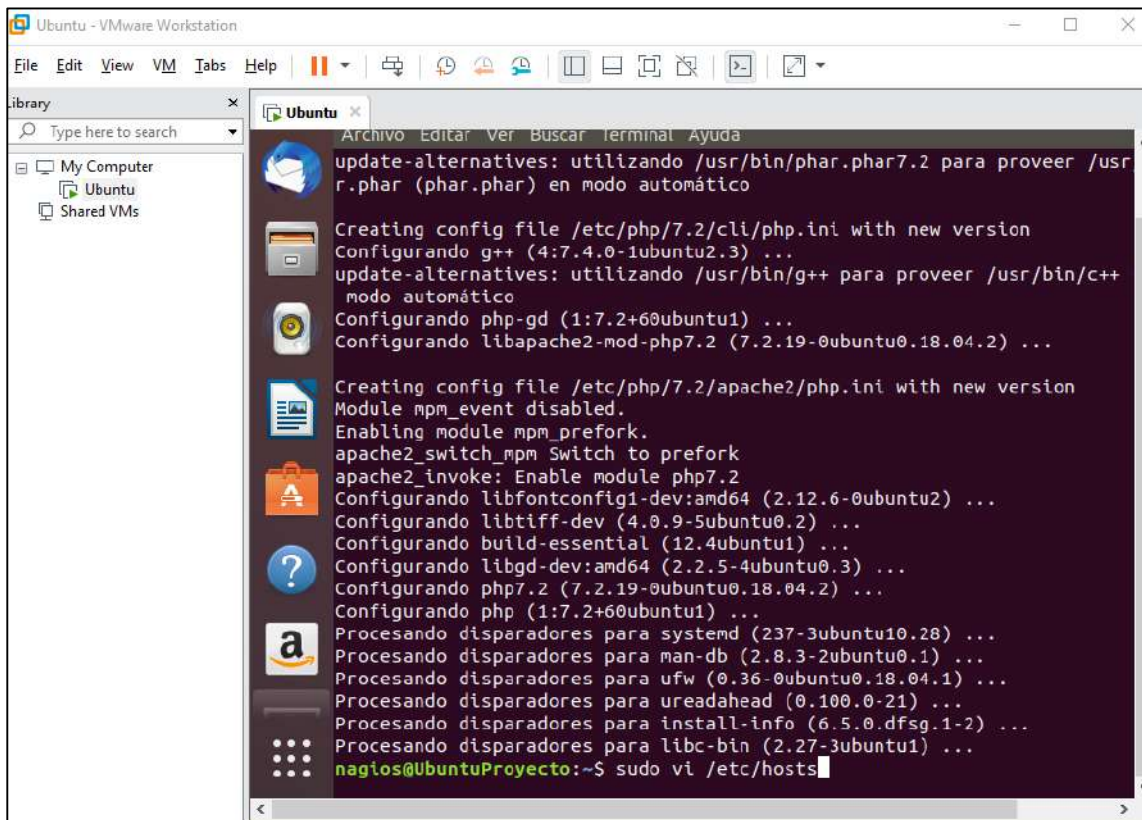 Ubuntu - VMware Workstation
File Edit View VM Tabs Help
Library
Type here to search
My Computer
Ubuntu
Shared VMs
Ubuntu
Archivo Editar Ver Buscar Terminal Ayuda
update-alternatives: utilizando /usr/bin/phar.phar7.2 para proveer /usr
r.phar (phar.phar) en modo automático
Creating config file /etc/php/7.2/cli/php.ini with new version
Configurando g++ (4:7.4.0-1ubuntu2.3) ...
update-alternatives: utilizando /usr/bin/g++ para proveer /usr/bin/c++
modo automático
Configurando php-gd (1:7.2+60ubuntu1) ...
Configurando libapache2-mod-php7.2 (7.2.19-0ubuntu0.18.04.2) ...
Creating config file /etc/php/7.2/apache2/php.ini with new version
Module mpm_event disabled.
Enabling module mpm_prefork.
apache2_switch_mpm Switch to prefork
apache2_invoke: Enable module php7.2
Configurando libfontconfig1-dev:amd64 (2.12.6-0ubuntu2) ...
Configurando libtiff-dev (4.0.9-5ubuntu0.2) ...
Configurando build-essential (12.4ubuntu1) ...
Configurando libgd-dev:amd64 (2.2.5-4ubuntu0.3) ...
Configurando php7.2 (7.2.19-0ubuntu0.18.04.2) ...
Configurando php (1:7.2+60ubuntu1) ...
Procesando disparadores para systemd (237-3ubuntu10.28) ...
Procesando disparadores para man-db (2.8.3-2ubuntu0.1) ...
Procesando disparadores para ufw (0.36-0ubuntu0.18.04.1) ...
Procesando disparadores para ureadahead (0.100.0-21) ...
Procesando disparadores para install-info (6.5.0.dfsg.1-2) ...
Procesando disparadores para libc-bin (2.27-3ubuntu1) ...
nagios@UbuntuProyecto:~$ sudo vi /etc/hosts